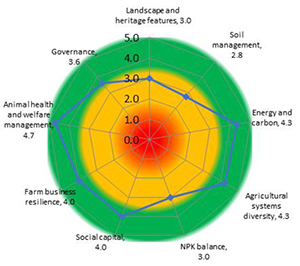 Landscape and
heritage features, 3.0
Soil
management,
2.8
Energy and
carbon, 4.3
Agricultural
systems
diversity, 4.3
NPK balance,
3.0
Social capital,
4.0
Farm business
resilience, 4.0
Animal health
and welfare
management,
4.7
Governance,
3.6
5.0
4.0
3.0
2.0
1.0
0.0